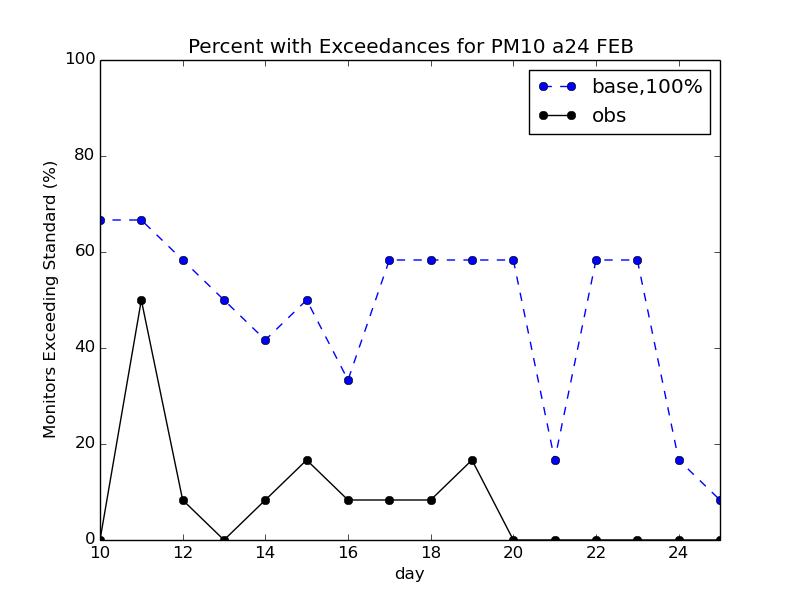 Percent with Exceedances for PM10 a24 FEB
100
80
60
40
20
0
Monitors Exceeding Standard (%)
base,100%
obs
10 12 14 16 18 20 22 24
day